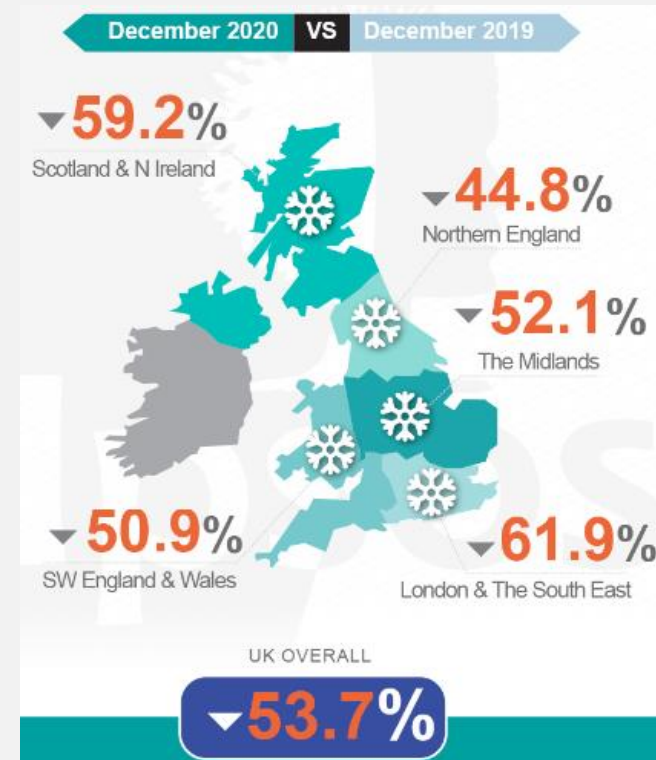 December 2020 VS December 2019
59.2%
Scotland & N Ireland
44.8%
Northern England
52.1%
The Midlands
50.9%
SW England & Wales
61.9%
London & The South East
UK OVERALL
53.7%
Ipsos